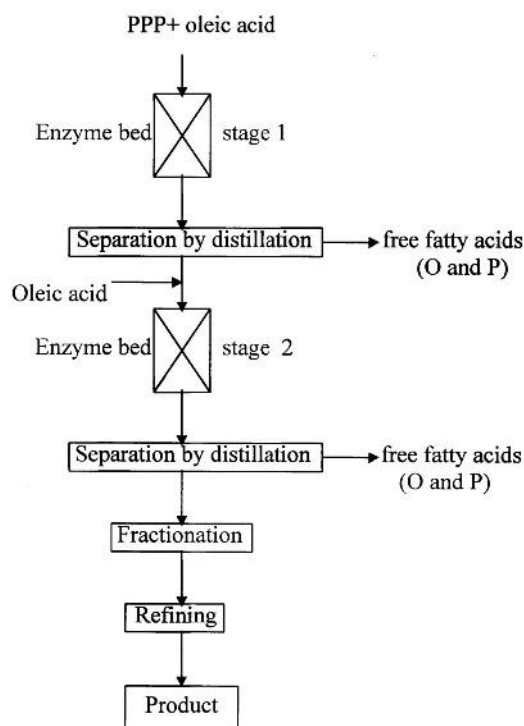 PPP+ oleic acid
Enzyme bed stage 1
Separation by distillation free fatty acids
(O and P)
Oleic acid
Enzyme bed stage 2
Separation by distillation free fatty acids
(O and P)
Fractionation
Refining
Product